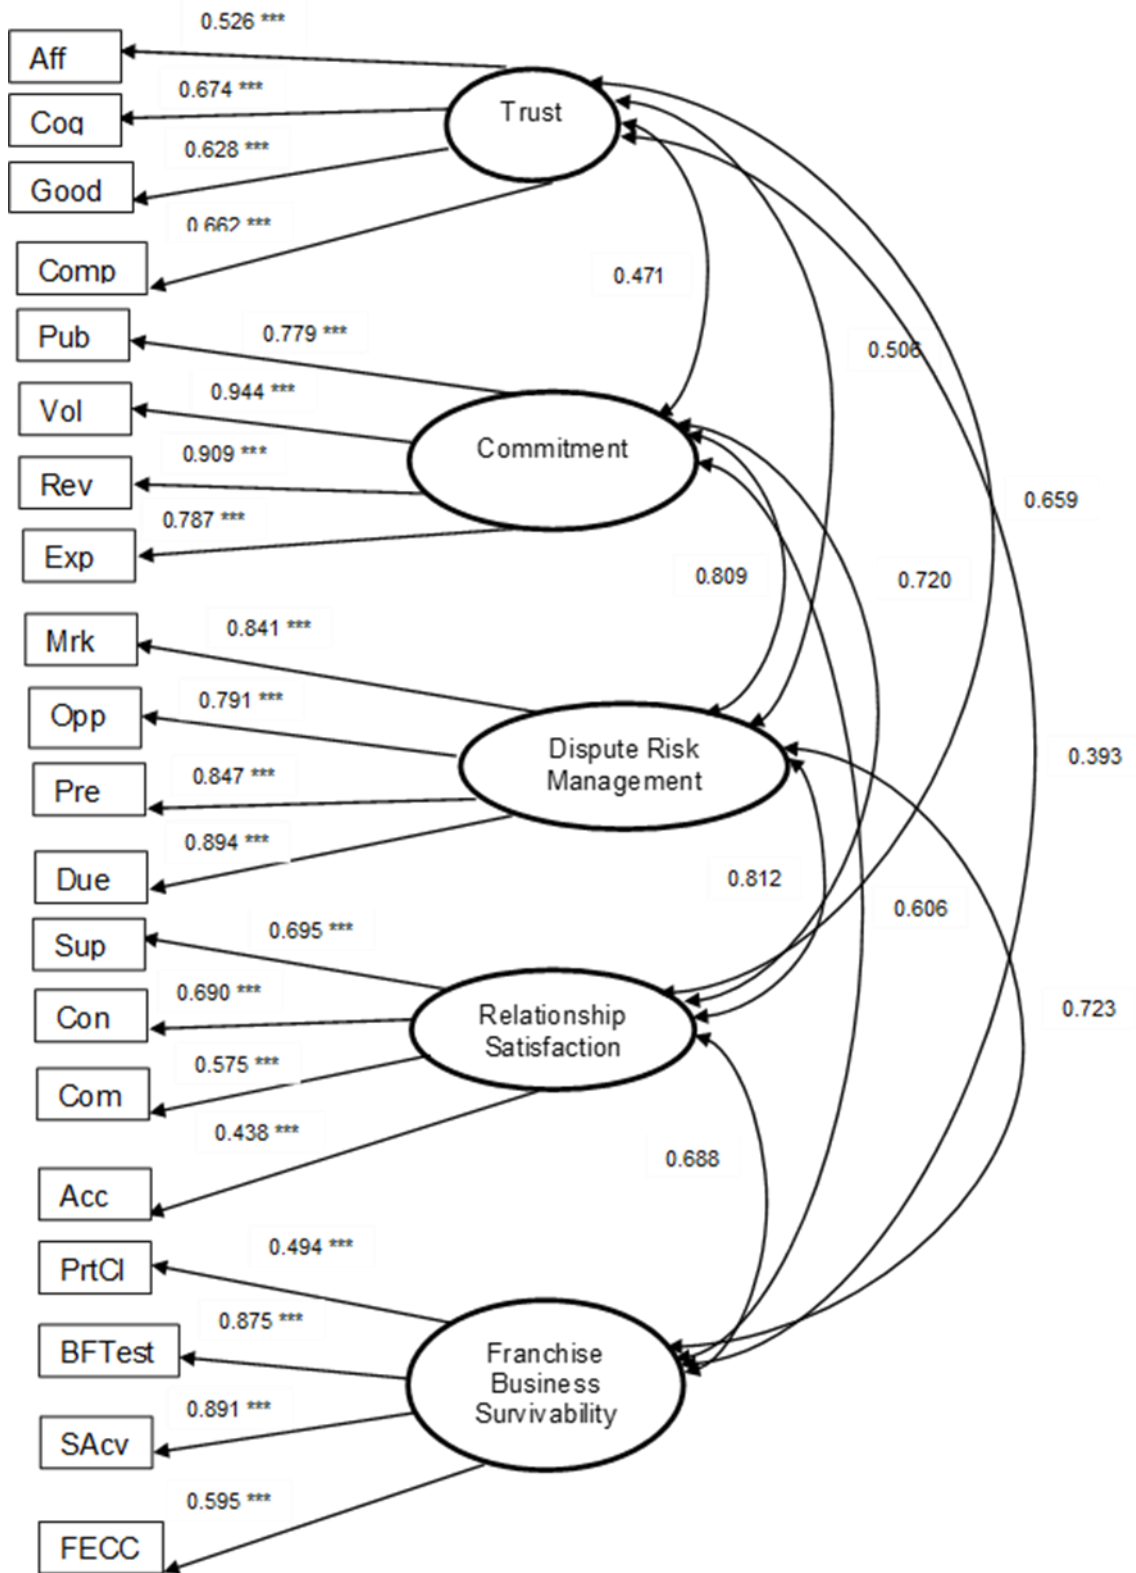 0.526 ***
Aff
0.674 ***
Trust
Cog
0.628 ***
Good
0.662 ***
Comp
0.471
Pub
0.779 ***
0.506
Vol
0.944 ***
Commitment
0.909 ***
Rev
0.659
0.787 ***
Exp
0.809
0.720
Mrk
0.841 ***
Opp
0.791 ***
Dispute Risk
Management
0.393
Pre
0.847 ***
0.894 ***
Due
0.812
0.606
Sup
0.695 ***
0.690 ***
Con
Relationship
Satisfaction
0.723
0.575 ***
Com
0.438 ***
0.688
Acc
0.494 ***
PrtCl
0.875 ***
BFTest
Franchise
Business
Survivability
0.891 ***
SAcv
0.595 ***
FECC